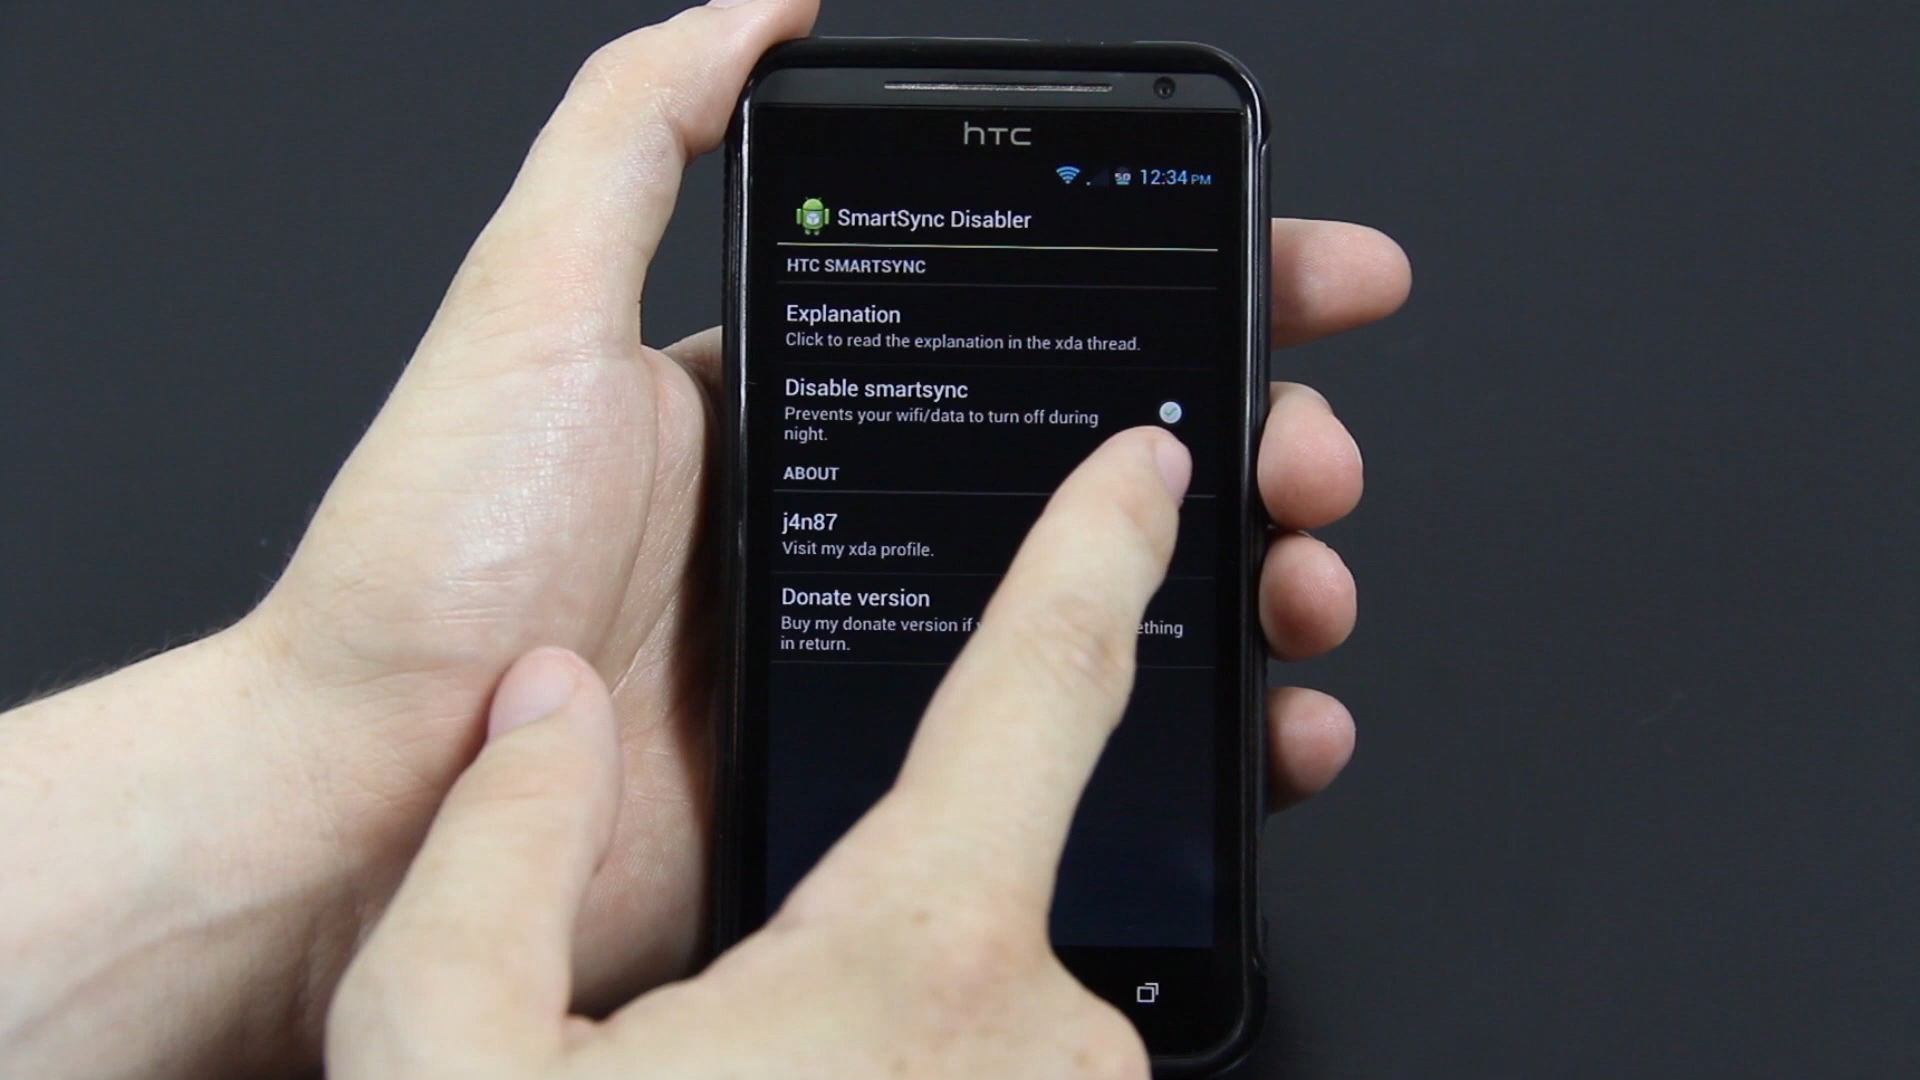 hTC
50 12:34 PM
SmartSync Disabler
HTC SMARTSYNC
Explanation
Click to read the explanation in the xda thread.
Disable smartsync
Prevents your wifi/data to turn off during
night.
ABOUT
j4n87
Visit my xda profile.
Donate version
Buy my donate version if ething
in return.